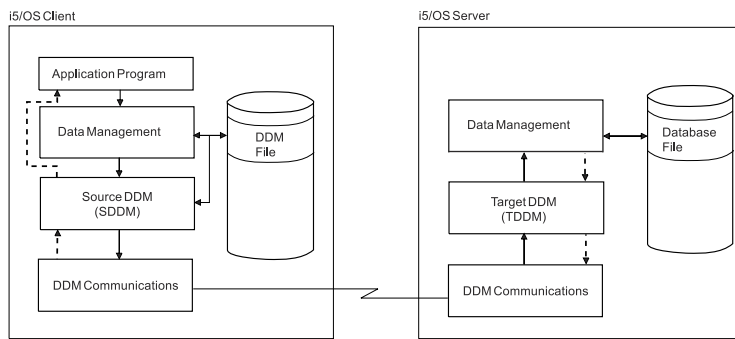 i5/OS Client
Application Program
Data Management
DDM
File
Source DDM
(SDDM)
DDM Communications
i5/OS Server
Data Management
Database
File
Target DDM
(TDDM)
DDM Communications